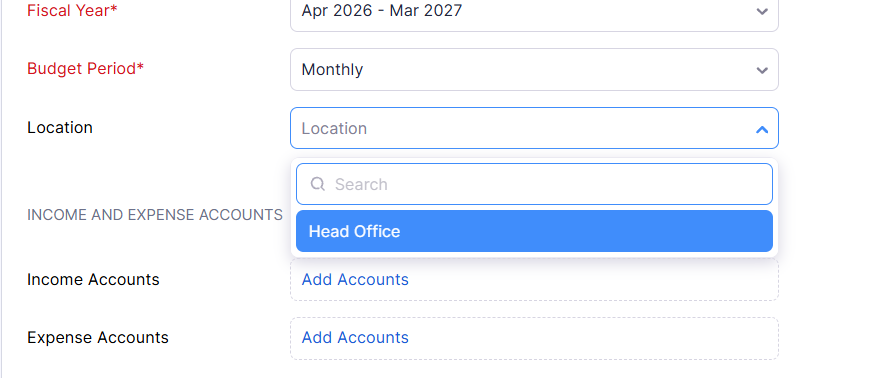 Fiscal Year* Apr 2026 - Mar 2027
Budget Period* Monthly
Location Location
Search
INCOME AND EXPENSE ACCOUNTS
Head Office
Income Accounts Add Accounts
Expense Accounts Add Accounts